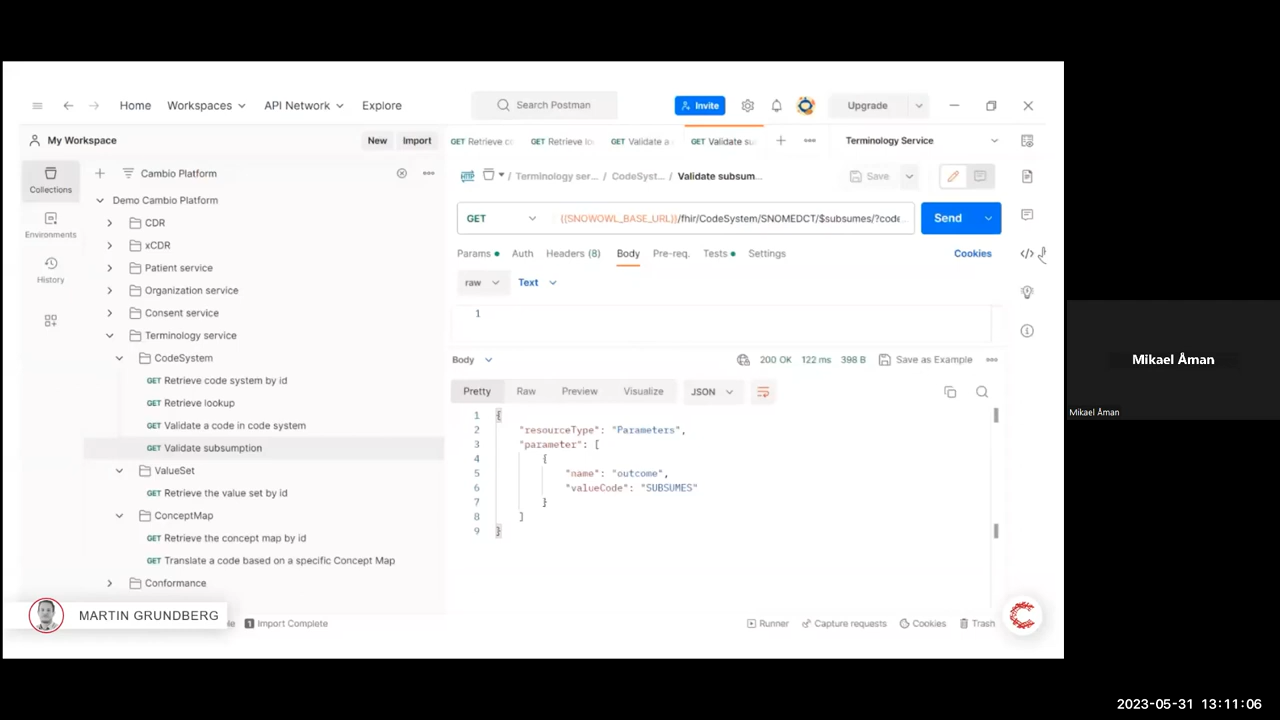 Home Workspaces API Network Explore Search Postman Invite Upgrade
My Workspace New Import GET Retrieve co GET Retrieve lo GET Validate a GET Validate su... Terminology Service
Collections
Environments
History
Cambio Platform
Demo Cambio Platform
CDR
xCDR
Patient service
Organization service
Consent service
Terminology service
CodeSystem
GET Retrieve code system by id
GET Retrieve lookup
GET Validate a code in code system
GET Validate subsumption
ValueSet
GET Retrieve the value set by id
ConceptMap
GET Retrieve the concept map by id
GET Translate a code based on a specific Concept Map
Conformance
HTTP / Terminology ser... / CodeSyst... / Validate subsum... Save
GET {{SNOWOWL_BASE_URL}}/fhir/CodeSystem/SNOMEDCT/$subsumes/?code.. Send
Params Auth Headers (8) Body Pre-req. Tests Settings Cookies
raw Text
1
Body 200 OK 122 ms 398 B Save as Example
Pretty Raw Preview Visualize JSON
1 {
2 "resourceType": "Parameters",
3 "parameter": [
4 {
5 "name": "outcome",
6 "valueCode": "SUBSUMES"
7 }
8 ]
9 }
MARTIN GRUNDBERG
1 Import Complete Runner Capture requests Cookies Trash
Mikael Åman
Mikael Åman
2023-05-31 13:11:06